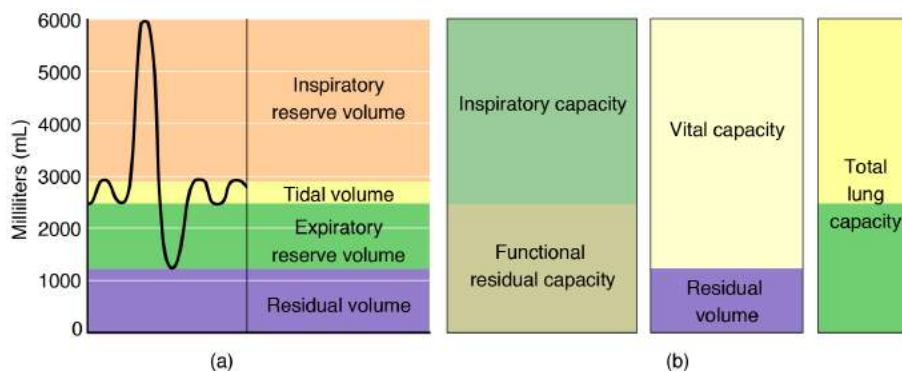 Milliliters (mL)
6000
5000
4000
3000
2000
1000
0
Inspiratory
reserve volume
Tidal volume
Expiratory
reserve volume
Residual volume
(a)
Inspiratory capacity
Functional
residual capacity
Vital capacity
Residual
volume
Total
lung
capacity
(b)